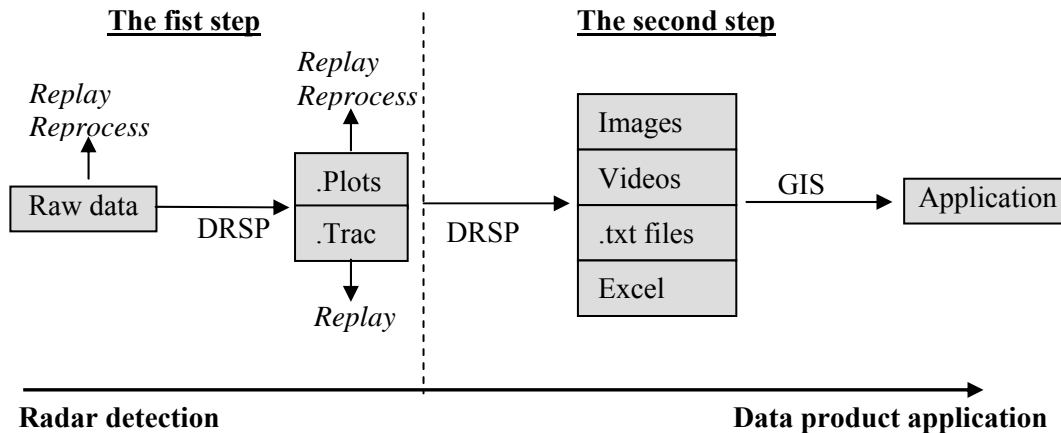 The fist step
The second step
Replay
Reprocess
Replay
Reprocess
Raw data
DRSP
.Plots
.Trac
Replay
DRSP
Images
Videos
.txt files
Excel
GIS
Application
Radar detection
Data product application